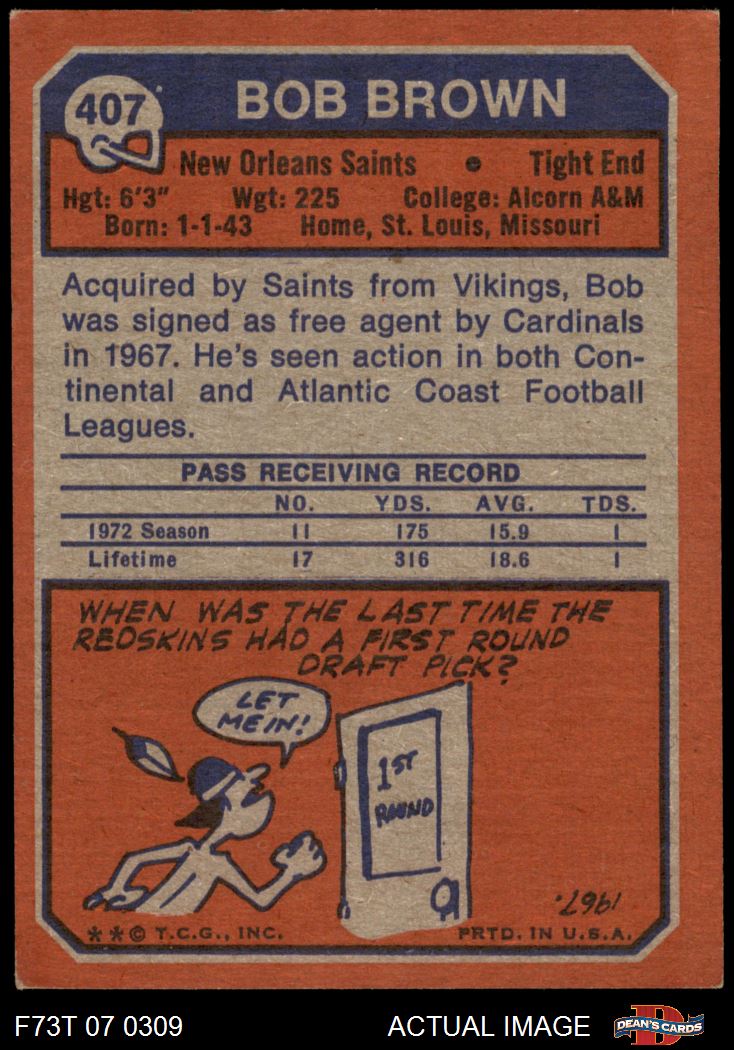 407
BOB BROWN
New Orleans Saints • Tight End
Hgt: 6'3" Wgt: 225 College: Alcorn A&M
Born: 1-1-43 Home, St. Louis, Missouri
Acquired by Saints from Vikings, Bob
was signed as free agent by Cardinals
in 1967. He's seen action in both Con-
tinental and Atlantic Coast Football
Leagues.
PASS RECEIVING RECORD
NO. YDS. AVG. TDS.
1972 Season 11 175 15.9 1
Lifetime 17 316 18.6 1
WHEN WAS THE LAST TIME THE
REDSKINS HAD A FIRST ROUND
DRAFT PICK?
LET
ME IN!
1ST
ROUND
1967.
**© T.C.G., INC. PRTD. IN U.S.A.
F73T 07 0309 ACTUAL IMAGE
D
DEAN'S CARDS